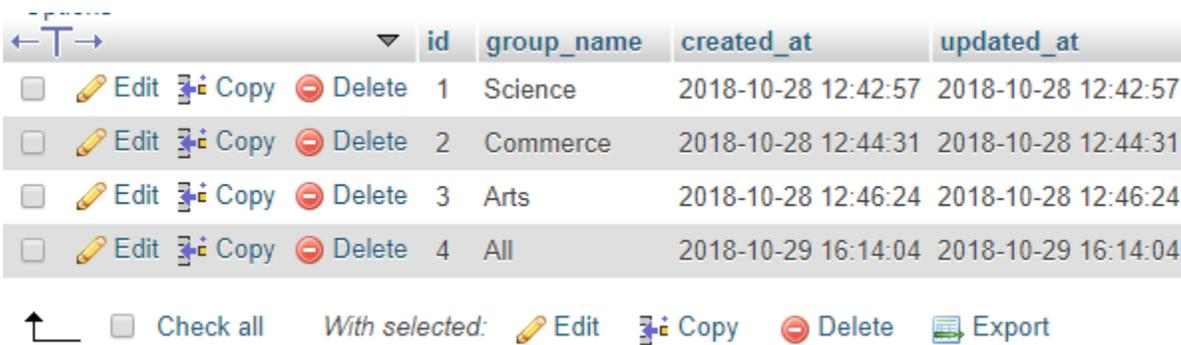 id group_name created_at updated_at
Edit Copy Delete 1 Science 2018-10-28 12:42:57 2018-10-28 12:42:57
Edit Copy Delete 2 Commerce 2018-10-28 12:44:31 2018-10-28 12:44:31
Edit Copy Delete 3 Arts 2018-10-28 12:46:24 2018-10-28 12:46:24
Edit Copy Delete 4 All 2018-10-29 16:14:04 2018-10-29 16:14:04
Check all With selected: Edit Copy Delete Export